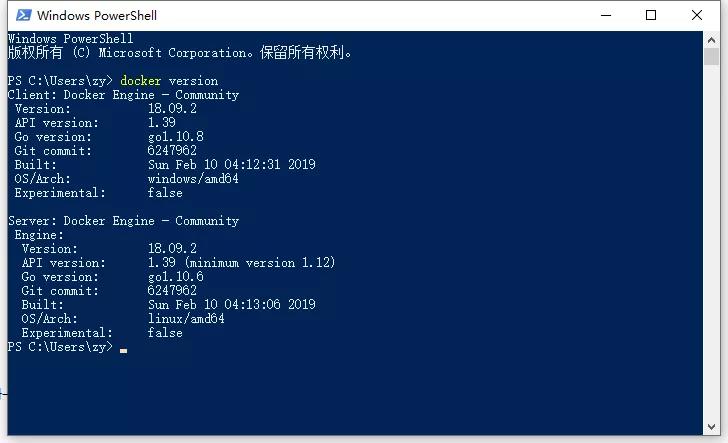 Windows PowerShell
Windows PowerShell
版权所有 (C) Microsoft Corporation。保留所有权利。
PS C:\Users\zy> docker version
Client: Docker Engine - Community
Version: 18.09.2
API version: 1.39
Go version: go1.10.8
Git commit: 6247962
Built: Sun Feb 10 04:12:31 2019
OS/Arch: windows/amd64
Experimental: false
Server: Docker Engine - Community
Engine:
Version: 18.09.2
API version: 1.39 (minimum version 1.12)
Go version: go1.10.6
Git commit: 6247962
Built: Sun Feb 10 04:13:06 2019
OS/Arch: linux/amd64
Experimental: false
PS C:\Users\zy>